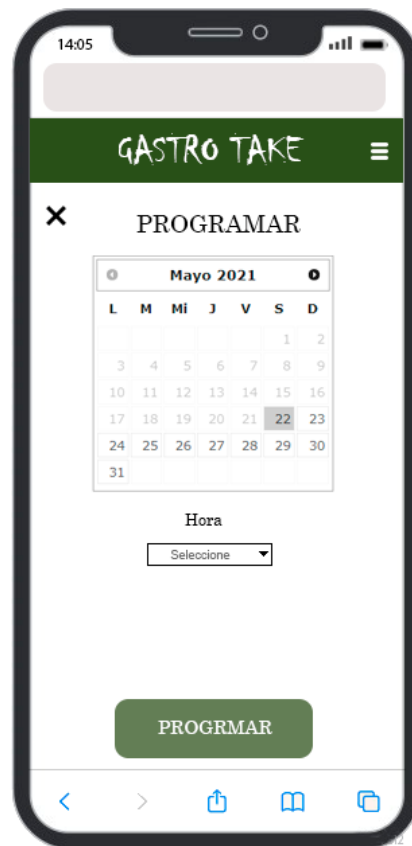 14:05
GASTRO TAKE
PROGRAMAR
Mayo 2021
L M Mi J V S D
1 2
3 4 5 6 7 8 9
10 11 12 13 14 15 16
17 18 19 20 21 22 23
24 25 26 27 28 29 30
31
Hora
Seleccione
PROGRMAR